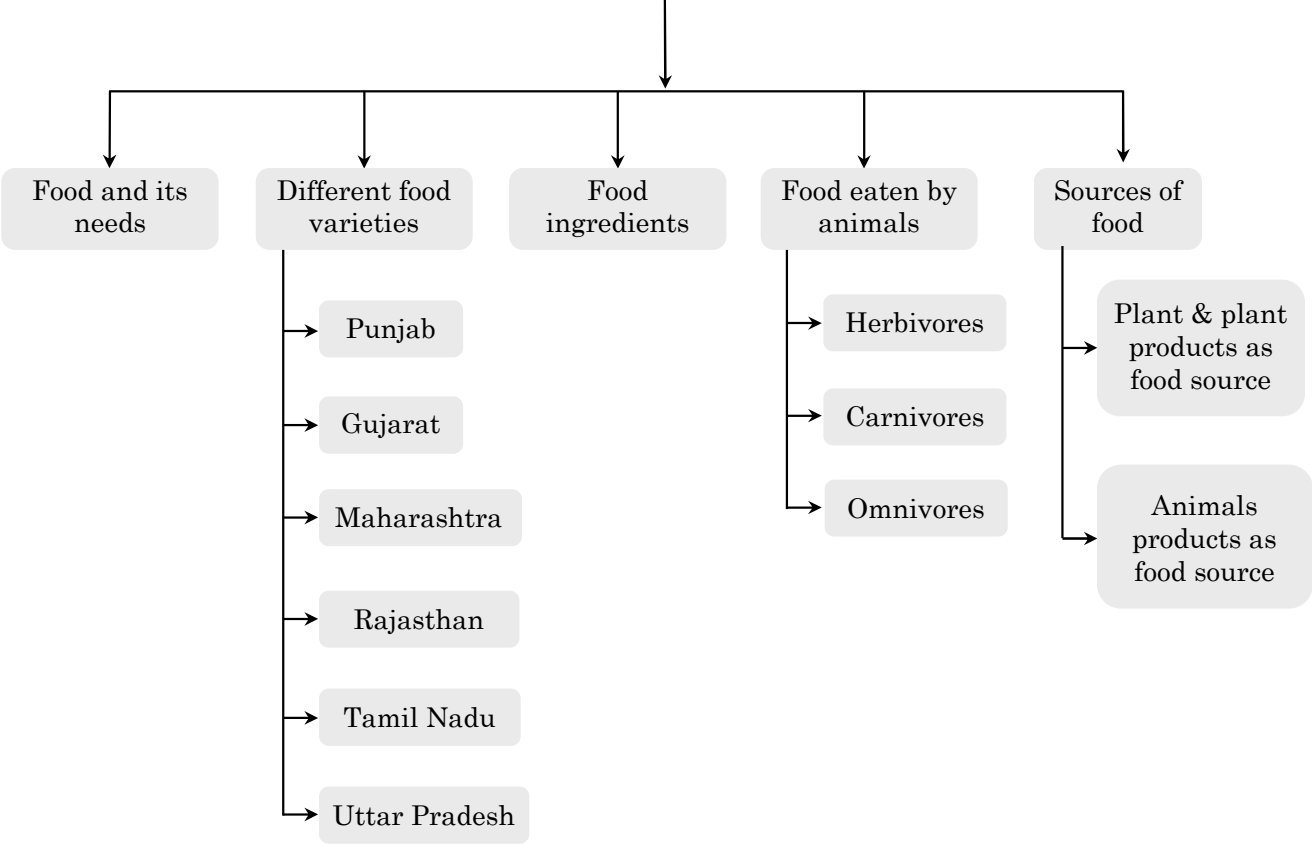 Food and its
needs
Different food
varieties
Food
ingredients
Food eaten by
animals
Sources of
food
Punjab
Gujarat
Maharashtra
Rajasthan
Tamil Nadu
Uttar Pradesh
Herbivores
Carnivores
Omnivores
Plant & plant
products as
food source
Animals
products as
food source